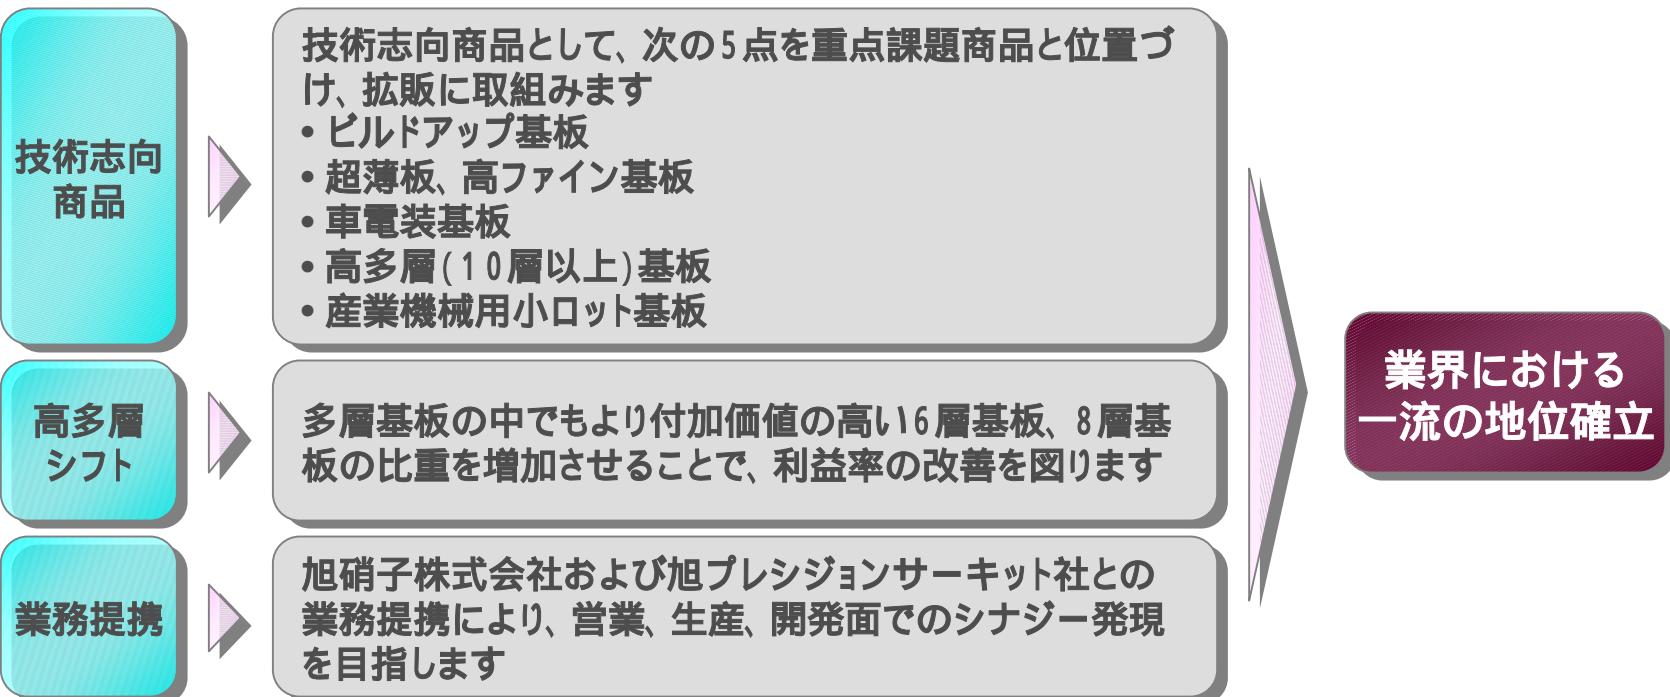 技術志向
商品
技術志向商品として、次の5点を重点課題商品と位置づ
け、拡販に取組みます
•ビルドアップ基板
•超薄板、高ファイン基板
•車電装基板
•高多層(10層以上)基板
•産業機械用小ロット基板
高多層
シフト
多層基板の中でもより付加価値の高い6層基板、8層基
板の比重を増加させることで、利益率の改善を図ります
業務提携
旭硝子株式会社および旭プレシジョンサーキット社との
業務提携により、営業、生産、開発面でのシナジー発現
を目指します
業界における
一流の地位確立